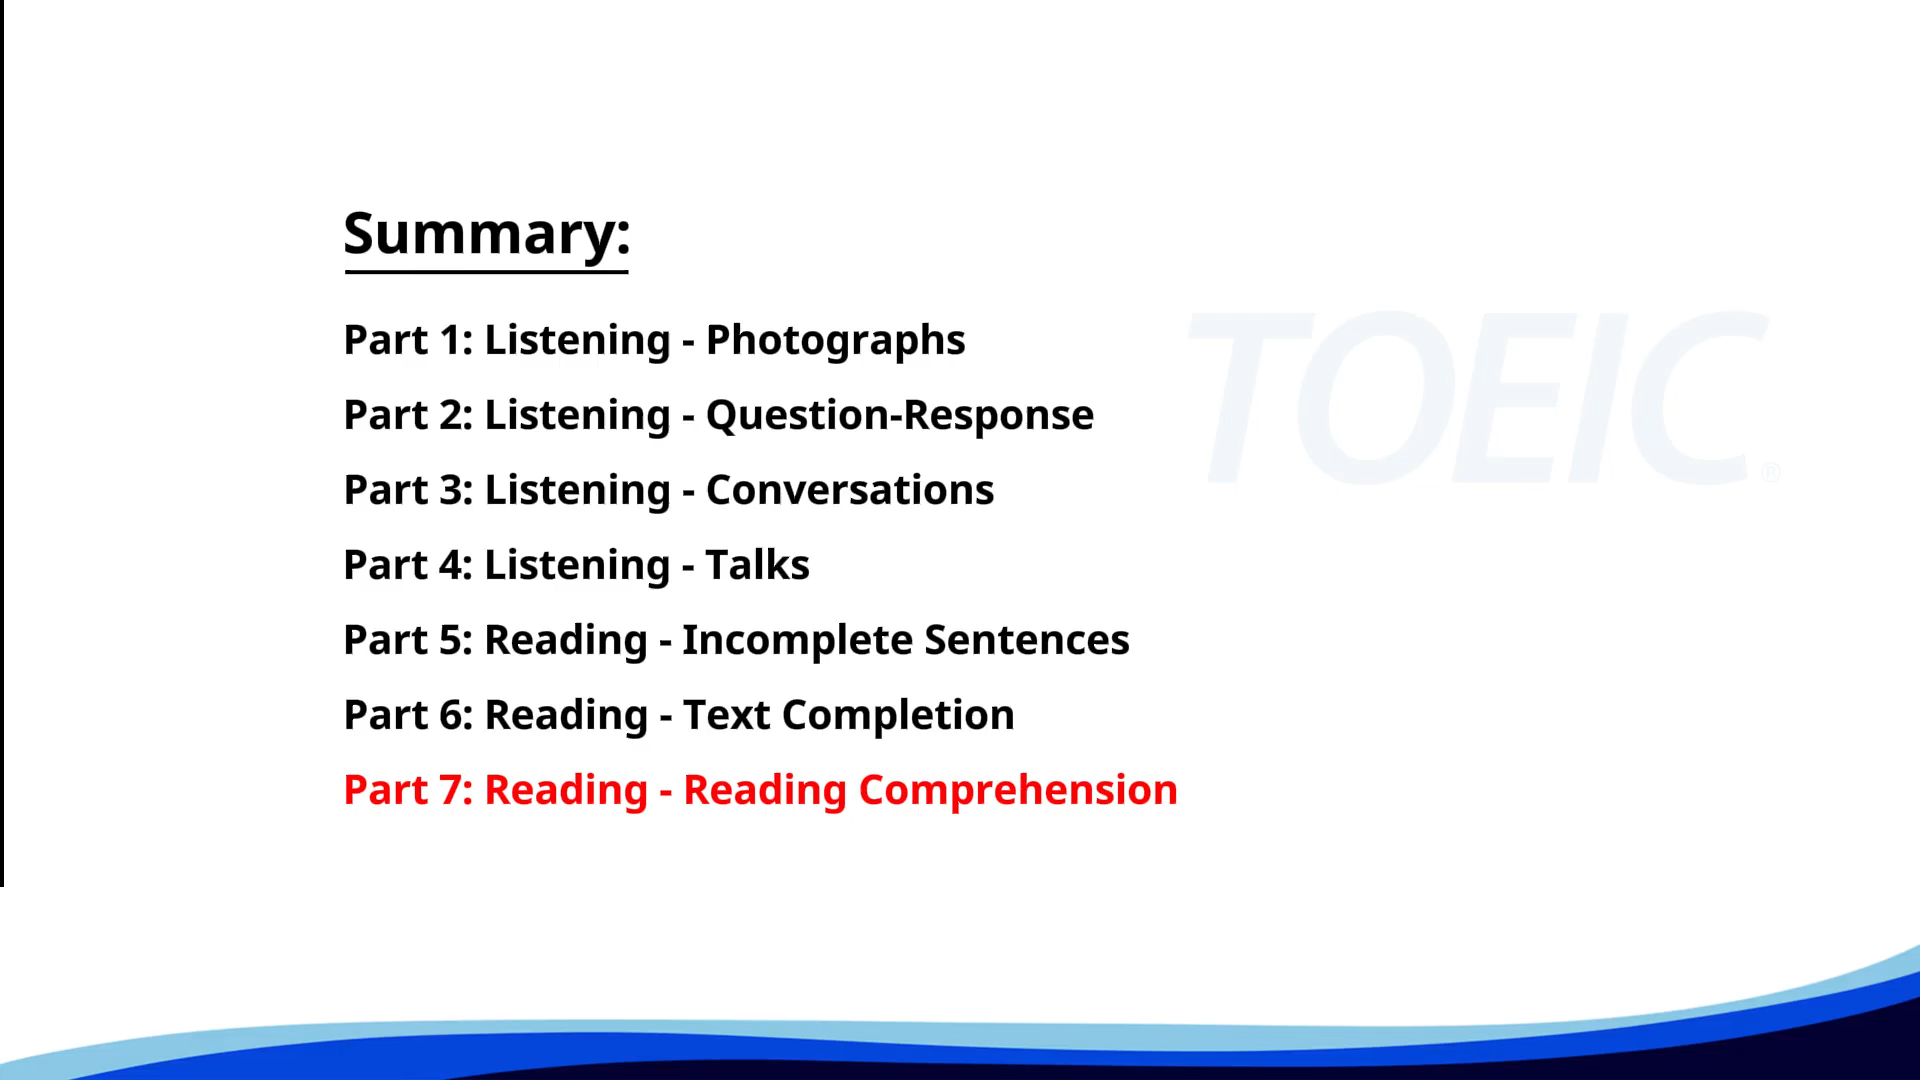 Summary:
Part 1: Listening - Photographs
Part 2: Listening - Question-Response
TOEIC®
Part 3: Listening - Conversations
Part 4: Listening - Talks
Part 5: Reading - Incomplete Sentences
Part 6: Reading - Text Completion
Part 7: Reading - Reading Comprehension